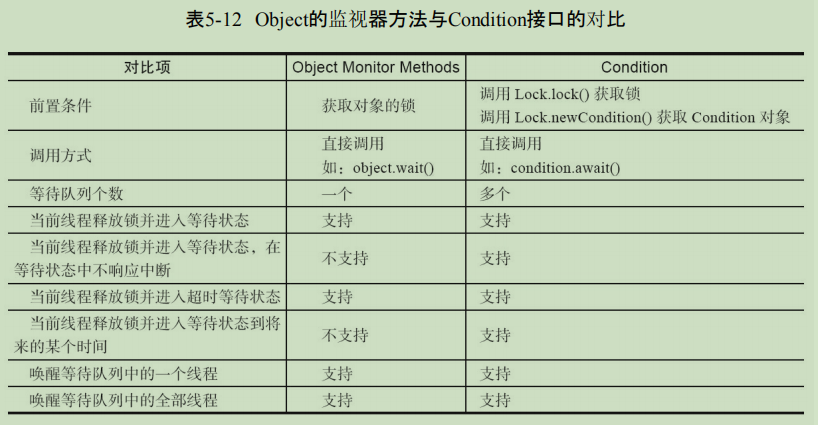 表5-12 Object的监视器方法与Condition接口的对比
对比项 Object Monitor Methods Condition
前置条件 获取对象的锁 调用 Lock.lock() 获取锁
调用 Lock.newCondition() 获取 Condition 对象
调用方式 直接调用 直接调用
如：object.wait() 如：condition.await()
等待队列个数 一个 多个
当前线程释放锁并进入等待状态 支持 支持
当前线程释放锁并进入等待状态，在
等待状态中不响应中断 不支持 支持
当前线程释放锁并进入超时等待状态 支持 支持
当前线程释放锁并进入等待状态到将
来的某个时间 不支持 支持
唤醒等待队列中的一个线程 支持 支持
唤醒等待队列中的全部线程 支持 支持